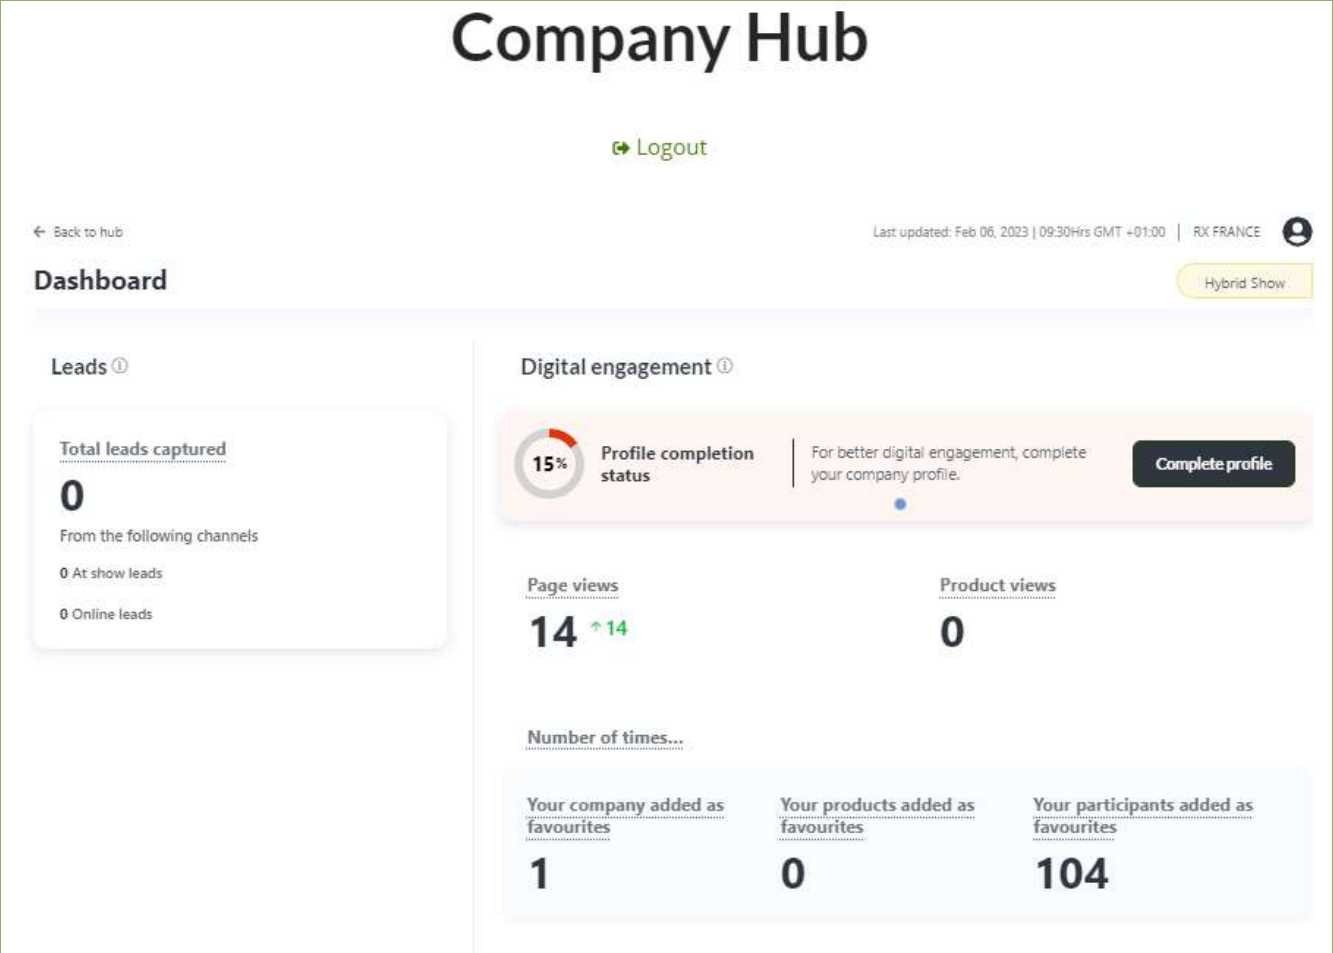 Company Hub
Logout
Back to hub
Last updated: Feb 06, 2023 | 09:30Hrs GMT +01:00 | RX FRANCE
Dashboard
Hybrid Show
Leads
Total leads captured
0
From the following channels
0 At show leads
0 Online leads
Digital engagement
15%
Profile completion
status
For better digital engagement, complete
your company profile.
Complete profile
Page views
14 ↑14
Product views
0
Number of times...
Your company added as
favourites
1
Your products added as
favourites
0
Your participants added as
favourites
104